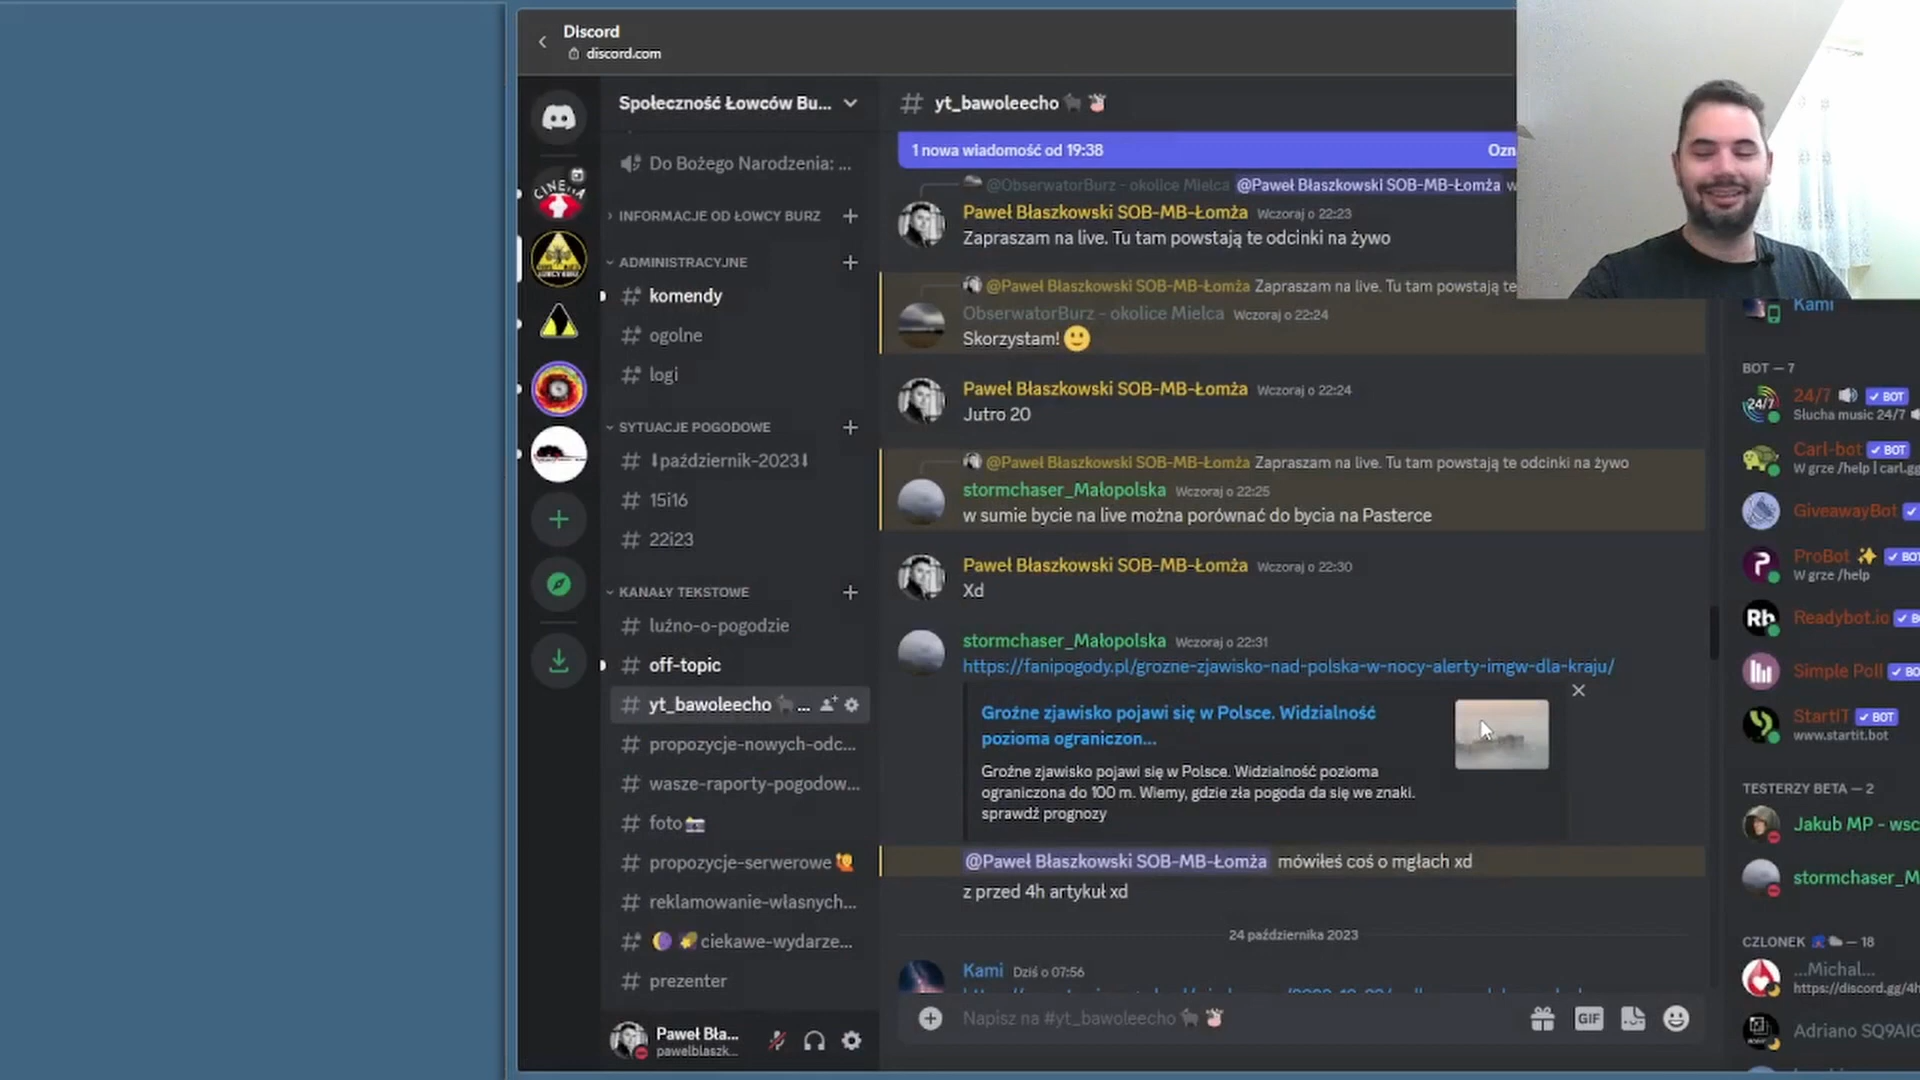 Discord
discord.com
Społeczność Łowców Bu...
Do Bożego Narodzenia: ...
INFORMACJE OD ŁOWCY BURZ
ADMINISTRACYJNE
komendy
ogolne
logi
SYTUACJE POGODOWE
październik-2023
15i16
22i23
KANAŁY TEKSTOWE
luźno-o-pogodzie
off-topic
yt_bawoleecho ...
propozycje-nowych-odc...
wasze-raporty-pogodow...
foto
propozycje-serwerowe
reklamowanie-własnych...
ciekawe-wydarze...
prezenter
Paweł Bła...
pawelblaszk...
yt_bawoleecho
1 nowa wiadomość od 19:38
Ozn
@ObserwatorBurz - okolice Mielca @Paweł Błaszkowski SOB-MB-Łomża w
Paweł Błaszkowski SOB-MB-Łomża Wczoraj o 22:23
Zapraszam na live. Tu tam powstają te odcinki na żywo
@Paweł Błaszkowski SOB-MB-Łomża Zapraszam na live. Tu tam powstają te
ObserwatorBurz - okolice Mielca Wczoraj o 22:24
Skorzystam!
Paweł Błaszkowski SOB-MB-Łomża Wczoraj o 22:24
Jutro 20
@Paweł Błaszkowski SOB-MB-Łomża Zapraszam na live. Tu tam powstają te odcinki na żywo
stormchaser_Małopolska Wczoraj o 22:25
w sumie bycie na live można porównać do bycia na Pasterce
Paweł Błaszkowski SOB-MB-Łomża Wczoraj o 22:30
Xd
stormchaser_Małopolska Wczoraj o 22:31
https://fanipogody.pl/grozne-zjawisko-nad-polska-w-nocy-alerty-imgw-dla-kraju/
Groźne zjawisko pojawi się w Polsce. Widzialność
pozioma ograniczon...
Groźne zjawisko pojawi się w Polsce. Widzialność pozioma
ograniczona do 100 m. Wiemy, gdzie zła pogoda da się we znaki.
sprawdź prognozy
@Paweł Błaszkowski SOB-MB-Łomża mówiłeś coś o mgłach xd
z przed 4h artykuł xd
24 października 2023
Kami Dziś o 07:56
Napisz na #yt_bawoleecho
GIF
Kami
BOT — 7
24/7 BOT
Słucha music 24/7
Carl-bot BOT
W grze /help | carl.gg
GiveawayBot
ProBot BOT
W grze /help
Readybot.io
Simple Poll
StartIT BOT
www.startit.bot
TESTERZY BETA — 2
Jakub MP - wsc
stormchaser_M
CZLONEK — 18
...Michal...
https://discord.gg/4h
Adriano SQ9AIG